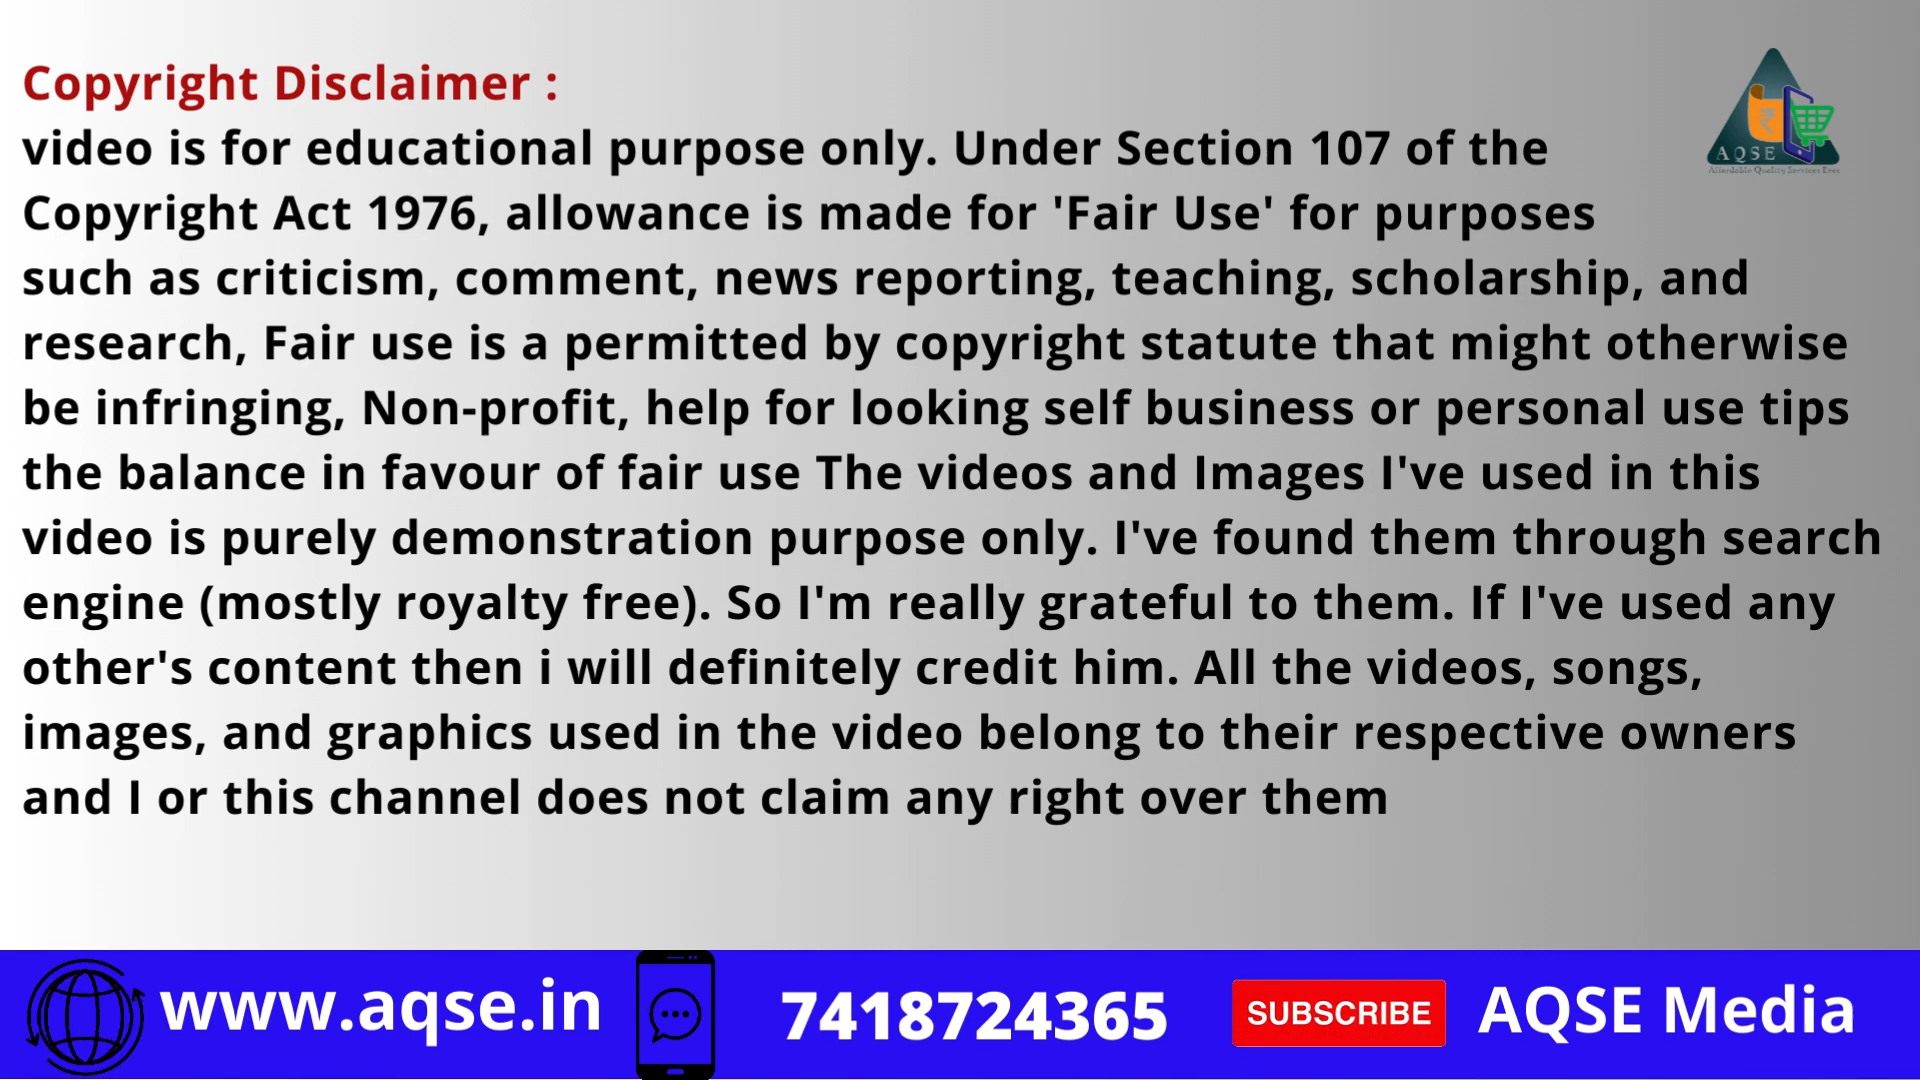 Copyright Disclaimer :
video is for educational purpose only. Under Section 107 of the
Copyright Act 1976, allowance is made for 'Fair Use' for purposes
such as criticism, comment, news reporting, teaching, scholarship, and
research, Fair use is a permitted by copyright statute that might otherwise
be infringing, Non-profit, help for looking self business or personal use tips
the balance in favour of fair use The videos and Images I've used in this
video is purely demonstration purpose only. I've found them through search
engine (mostly royalty free). So I'm really grateful to them. If I've used any
other's content then i will definitely credit him. All the videos, songs,
images, and graphics used in the video belong to their respective owners
and I or this channel does not claim any right over them
₹
AQSE
Affordable Quality Services Ever
www.aqse.in
7418724365
SUBSCRIBE
AQSE Media